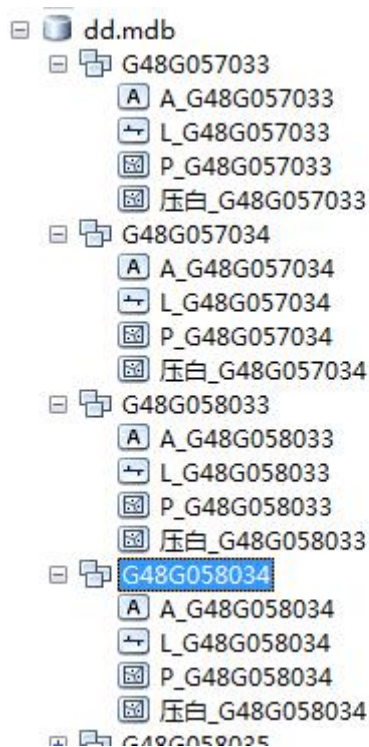 dd.mdb
G48G057033
A A_G48G057033
L_G48G057033
P_G48G057033
压白_G48G057033
G48G057034
A A_G48G057034
L_G48G057034
P_G48G057034
压白_G48G057034
G48G058033
A A_G48G058033
L_G48G058033
P_G48G058033
压白_G48G058033
G48G058034
A A_G48G058034
L_G48G058034
P_G48G058034
压白_G48G058034
G48G058035